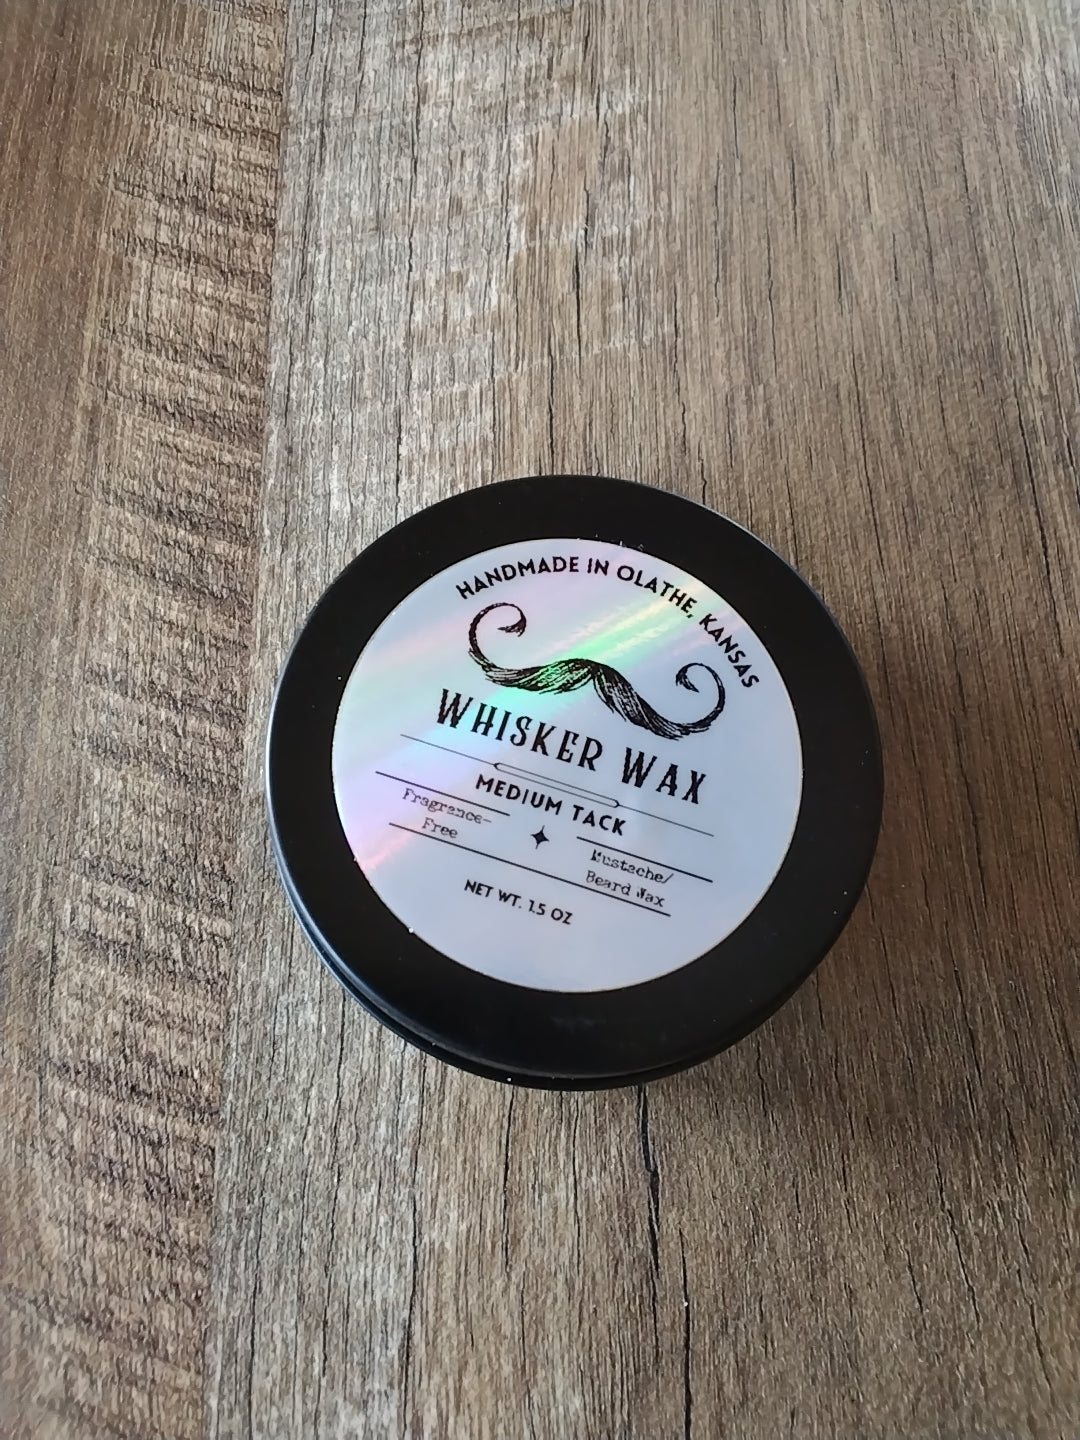 HANDMADE IN OLATHE, KANSAS
WHISKER WAX
MEDIUM TACK
Fragrance-
Free
Mustache/
Beard Wax
NET WT. 1.5 OZ